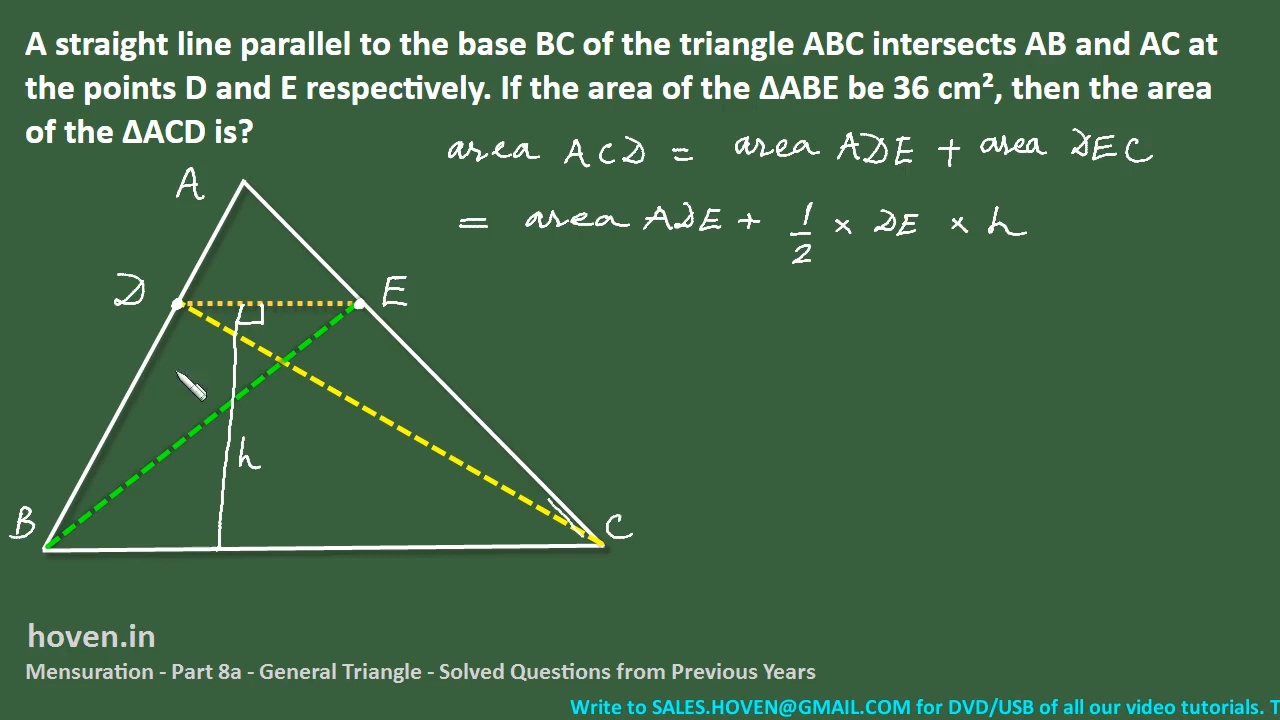 A straight line parallel to the base BC of the triangle ABC intersects AB and AC at
the points D and E respectively. If the area of the ΔABE be 36 cm², then the area
of the ΔACD is?
area ACD = area ADE + area DEC
= area ADE + 1/2 × DE × h
A
D
E
h
B
C
hoven.in
Mensuration - Part 8a - General Triangle - Solved Questions from Previous Years
Write to SALES.HOVEN@GMAIL.COM for DVD/USB of all our video tutorials. T